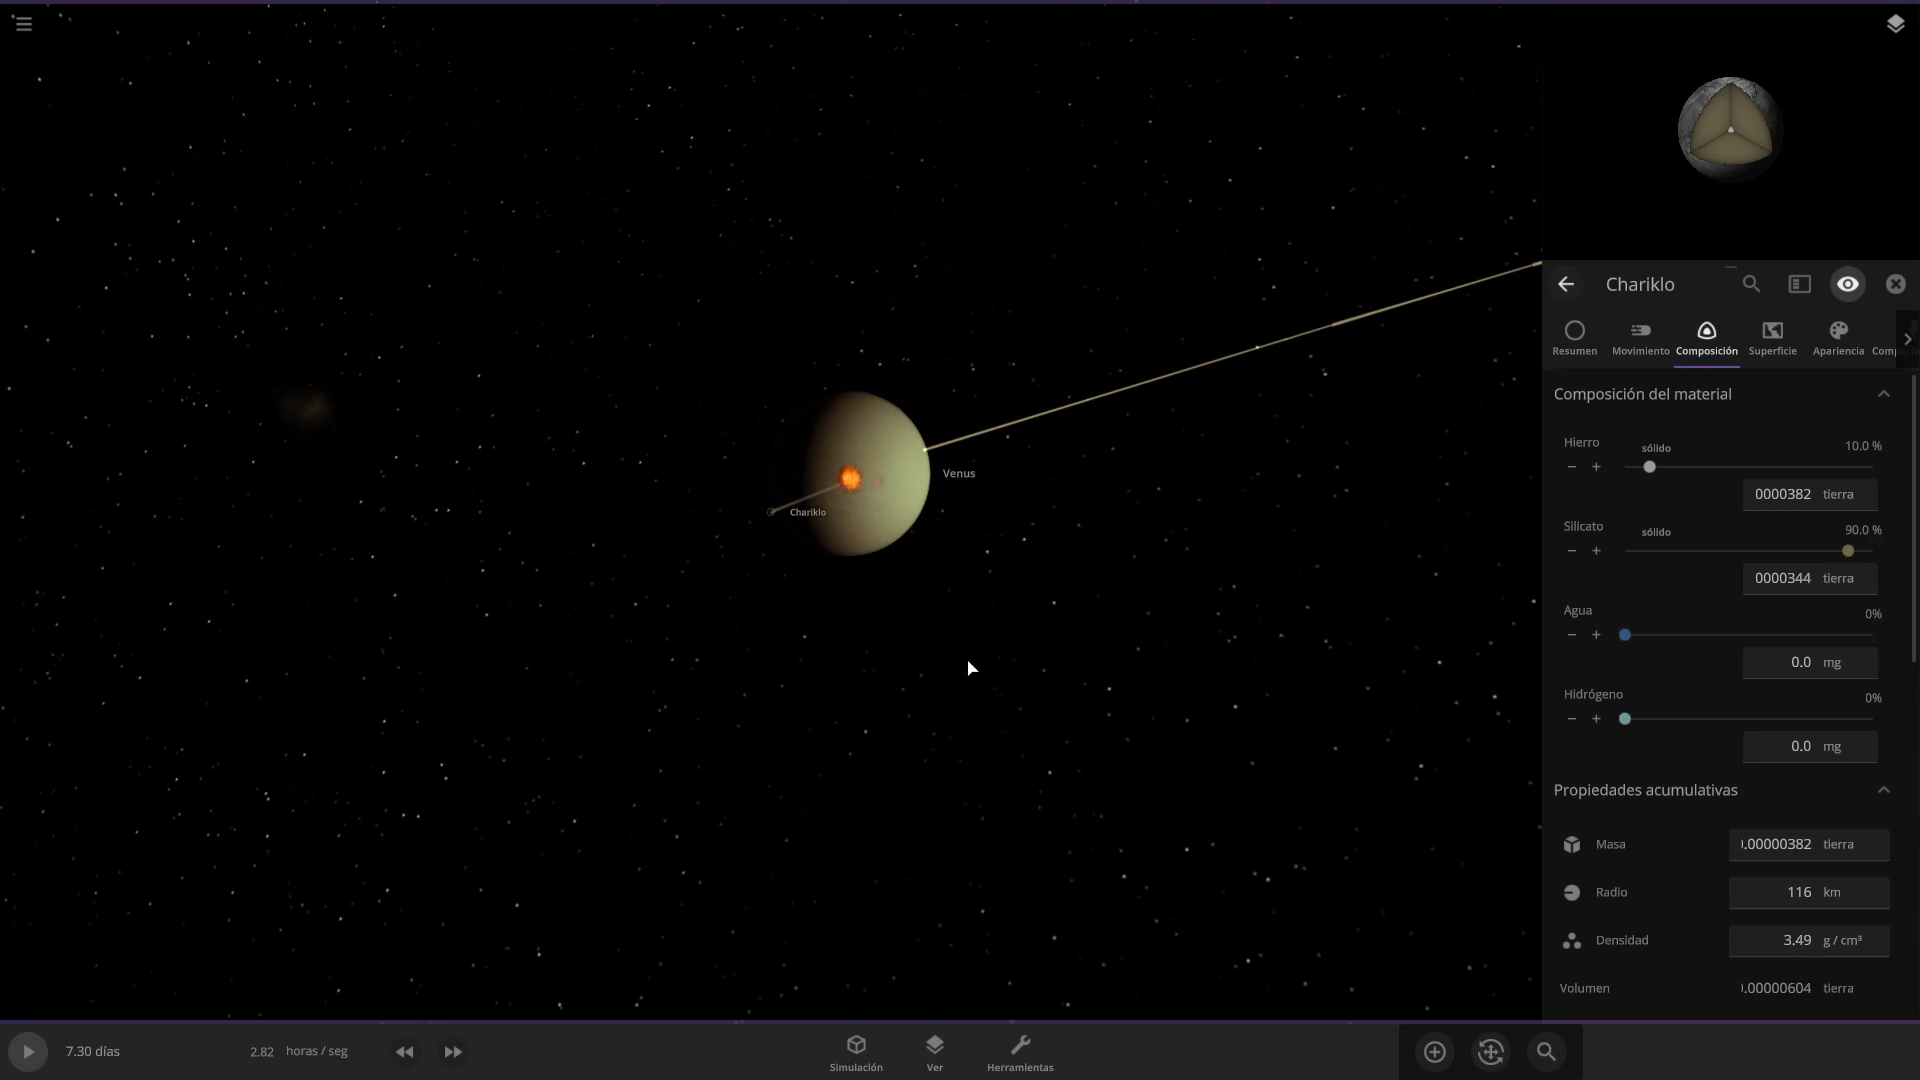 Chariklo
Resumen
Movimiento
Composición
Superficie
Apariencia
Composición del material
Hierro
sólido
10.0 %
0000382 tierra
Silicato
sólido
90.0 %
0000344 tierra
Agua
0%
0.0 mg
Hidrógeno
0%
0.0 mg
Propiedades acumulativas
Masa
.00000382 tierra
Radio
116 km
Densidad
3.49 g / cm³
Volumen
.00000604 tierra
Venus
Chariklo
7.30 días
2.82 horas / seg
Simulación
Ver
Herramientas